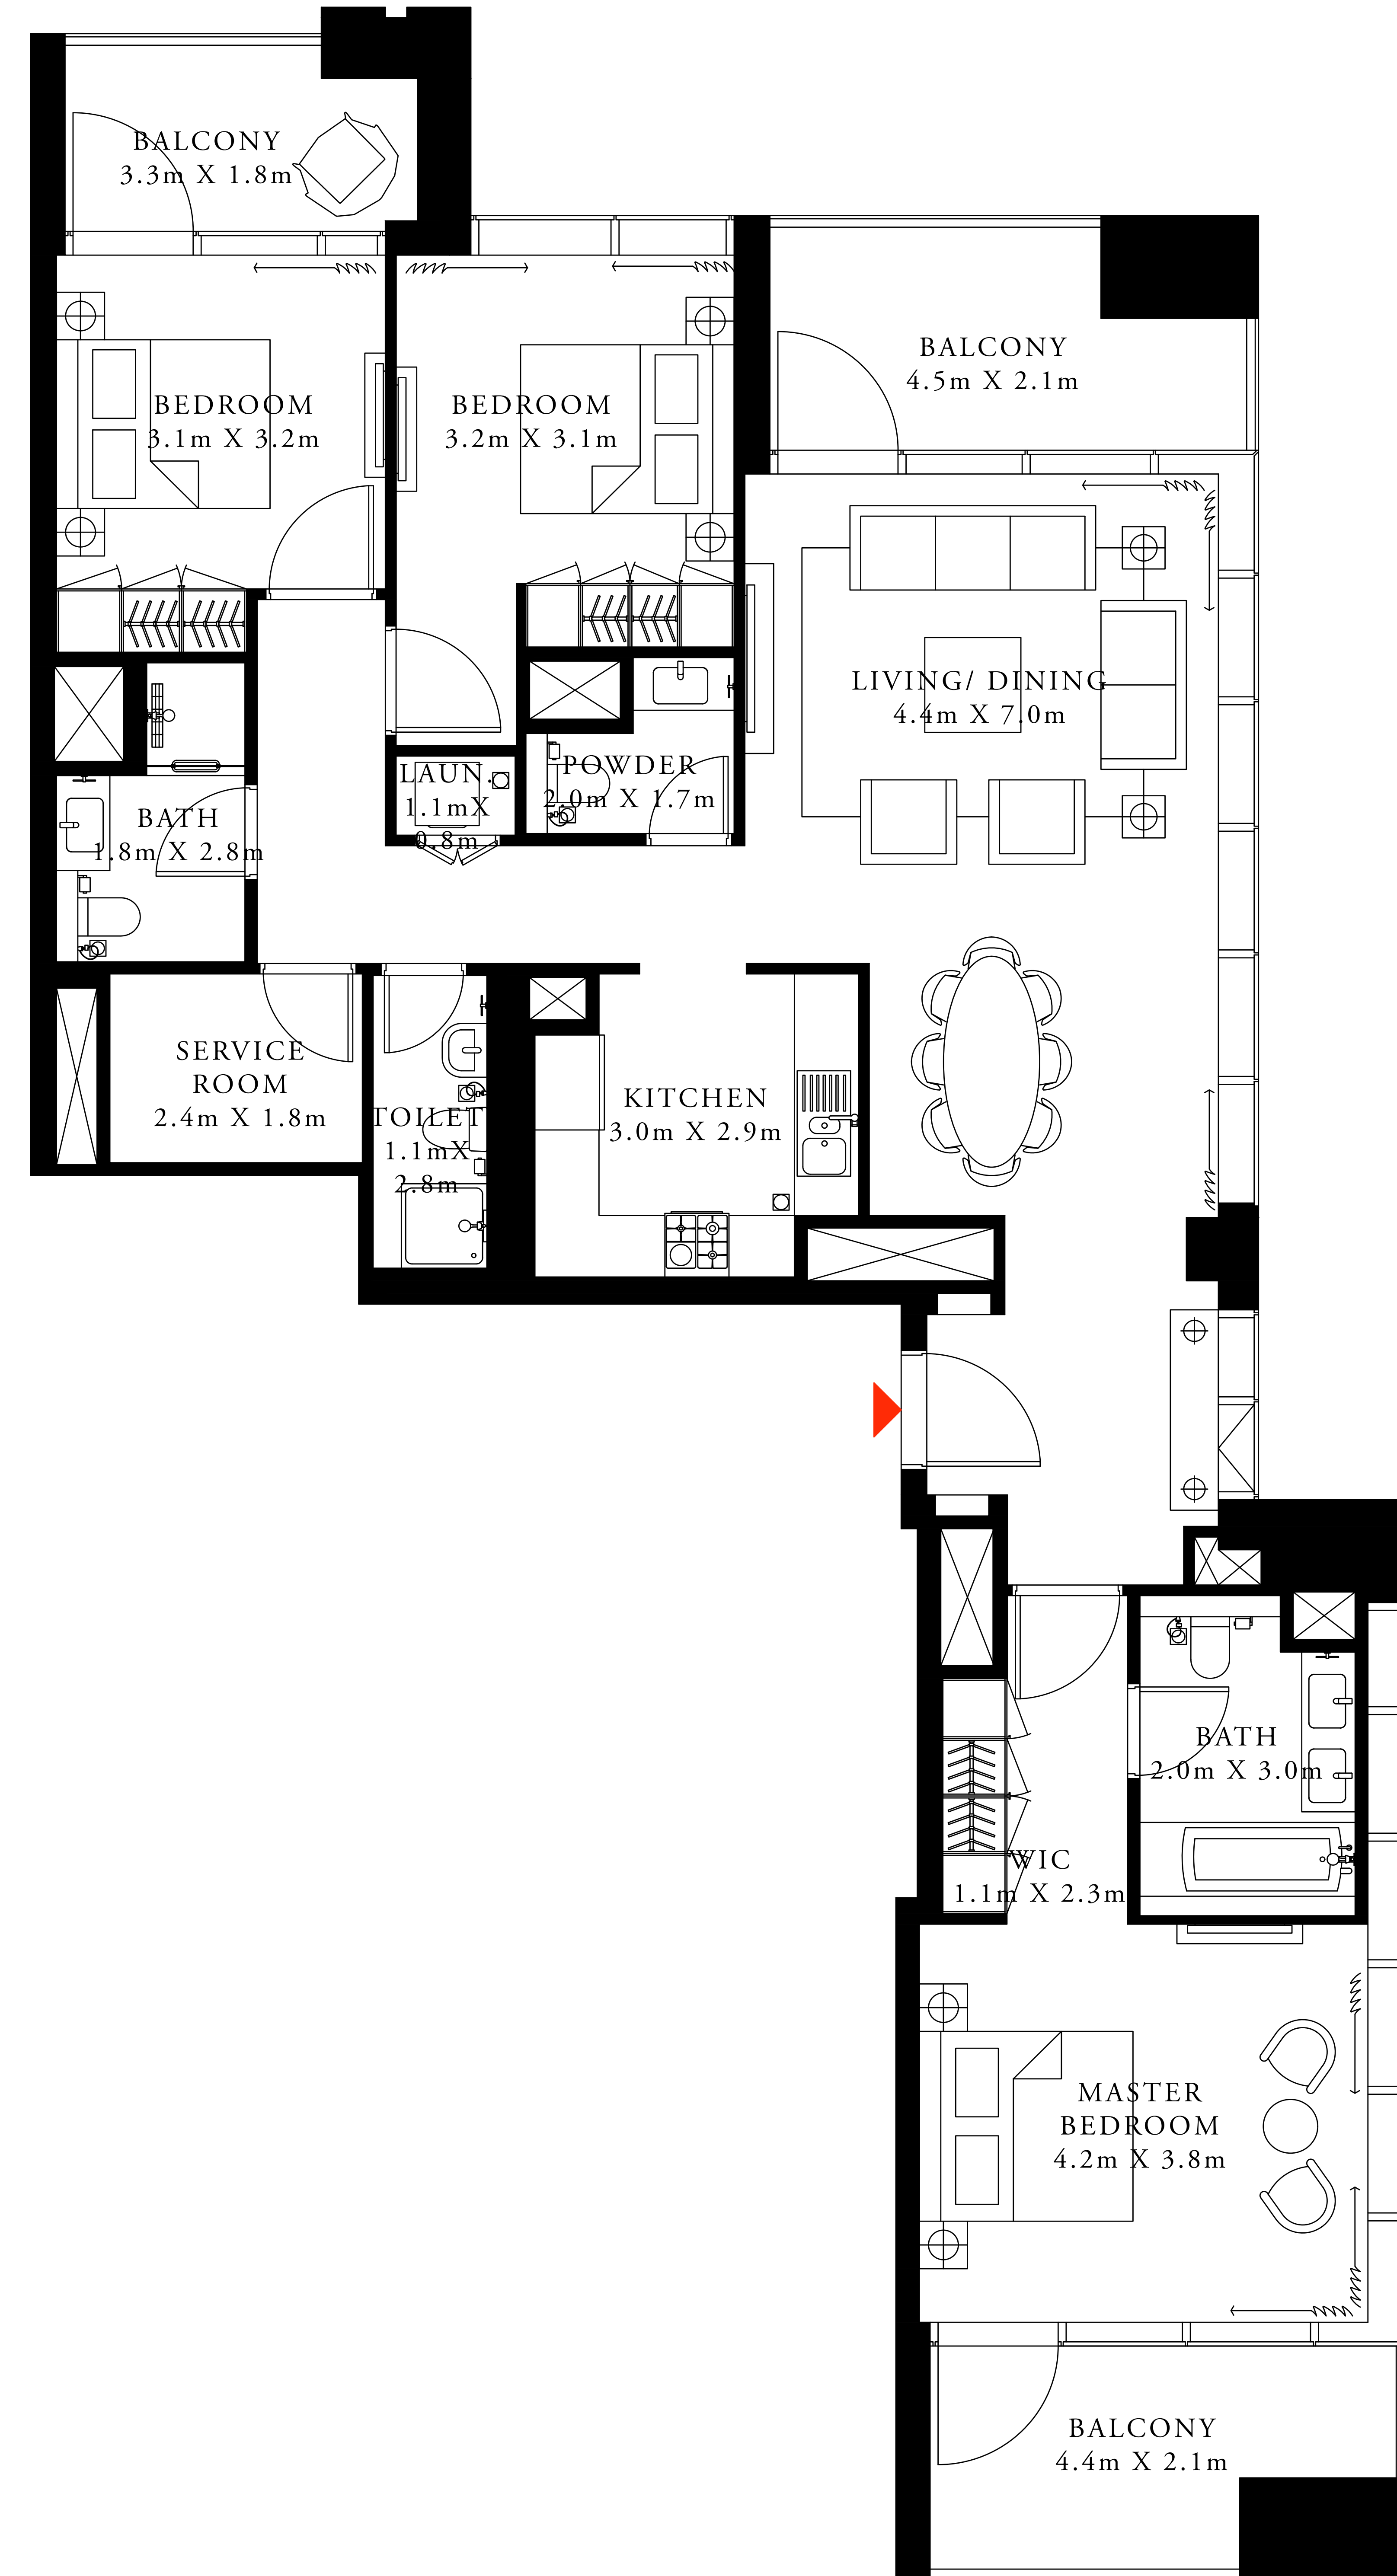 BALCONY
3.3m X 1.8m
BALCONY
4.5m X 2.1m
BEDROOM
3.1m X 3.2m
BEDROOM
3.2m X 3.1m
LIVING/ DINING
4.4m X 7.0m
LAUN.
1.1mX
0.8m
POWDER
2.0m X 1.7m
BATH
1.8m X 2.8m
SERVICE
ROOM
2.4m X 1.8m
TOILET
1.1mX
2.8m
KITCHEN
3.0m X 2.9m
BATH
2.0m X 3.0m
WIC
1.1m X 2.3m
MASTER
BEDROOM
4.2m X 3.8m
BALCONY
4.4m X 2.1m